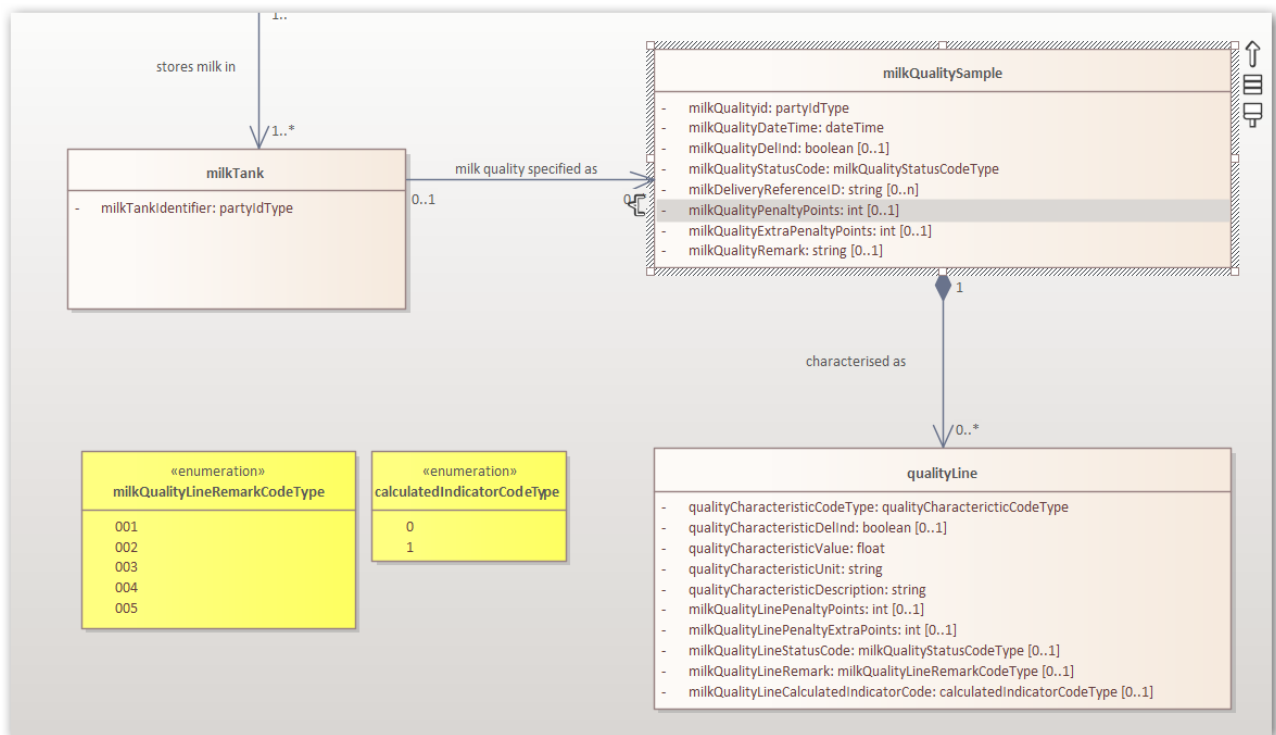 1..
stores milk in
1..*
milkTank
- milkTankIdentifier: partyIdType
milk quality specified as
0..1
0
milkQualitySample
- milkQualityid: partyIdType
- milkQualityDateTime: dateTime
- milkQualityDelInd: boolean [0..1]
- milkQualityStatusCode: milkQualityStatusCodeType
- milkDeliveryReferenceID: string [0..n]
- milkQualityPenaltyPoints: int [0..1]
- milkQualityExtraPenaltyPoints: int [0..1]
- milkQualityRemark: string [0..1]
1
characterised as
0..*
«enumeration»
milkQualityLineRemarkCodeType
001
002
003
004
005
«enumeration»
calculatedIndicatorCodeType
0
1
qualityLine
- qualityCharacteristicCodeType: qualityCharactericticCodeType
- qualityCharacteristicDelInd: boolean [0..1]
- qualityCharacteristicValue: float
- qualityCharacteristicUnit: string
- qualityCharacteristicDescription: string
- milkQualityLinePenaltyPoints: int [0..1]
- milkQualityLinePenaltyExtraPoints: int [0..1]
- milkQualityLineStatusCode: milkQualityStatusCodeType [0..1]
- milkQualityLineRemark: milkQualityLineRemarkCodeType [0..1]
- milkQualityLineCalculatedIndicatorCode: calculatedIndicatorCodeType [0..1]